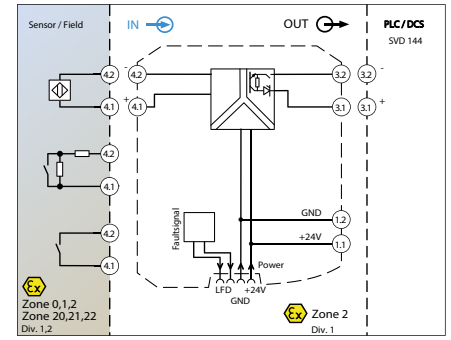 Sensor / Field
IN
OUT
PLC / DCS
SVD 144
4.2
-
4.2
3.2
3.2
-
4.1
+
4.1
3.1
3.1
+
4.2
4.1
4.2
4.1
Faultsignal
GND
1.2
+24V
1.1
Power
LFD
+24V
GND
Ex
Zone 0,1,2
Zone 20,21,22
Div. 1,2
Ex
Zone 2
Div. 1